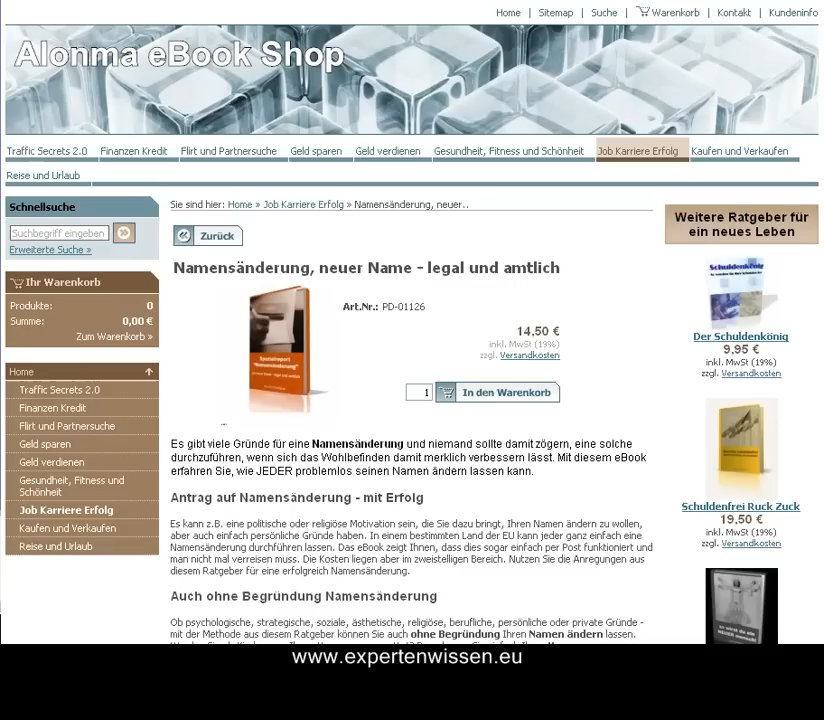 Home | Sitemap | Suche | Warenkorb | Kontakt | Kundeninfo
Alonma eBook Shop
Traffic Secrets 2.0 Finanzen Kredit Flirt und Partnersuche Geld sparen Geld verdienen Gesundheit, Fitness und Schönheit Job Karriere Erfolg Kaufen und Verkaufen
Reise und Urlaub
Schnellsuche
Suchbegriff eingeben
Erweiterte Suche »
Ihr Warenkorb
Produkte: 0
Summe: 0,00 €
Zum Warenkorb »
Home
Traffic Secrets 2.0
Finanzen Kredit
Flirt und Partnersuche
Geld sparen
Geld verdienen
Gesundheit, Fitness und
Schönheit
Job Karriere Erfolg
Kaufen und Verkaufen
Reise und Urlaub
Sie sind hier: Home » Job Karriere Erfolg » Namensänderung, neuer..
Zurück
Namensänderung, neuer Name - legal und amtlich
Spezialreport
"Namensänderung"
Art.Nr.: PD-01126
14,50 €
inkl. MwSt (19%)
zzgl. Versandkosten
1 In den Warenkorb
Es gibt viele Gründe für eine Namensänderung und niemand sollte damit zögern, eine solche
durchzuführen, wenn sich das Wohlbefinden damit merklich verbessern lässt. Mit diesem eBook
erfahren Sie, wie JEDER problemlos seinen Namen ändern lassen kann.
Antrag auf Namensänderung - mit Erfolg
Es kann z.B. eine politische oder religiöse Motivation sein, die Sie dazu bringt, Ihren Namen ändern zu wollen,
aber auch einfach persönliche Gründe haben. In einem bestimmten Land der EU kann jeder ganz einfach eine
Namensänderung durchführen lassen. Das eBook zeigt Ihnen, dass dies sogar einfach per Post funktioniert und
man nicht mal verreisen muss. Die Kosten liegen aber im zweistelligen Bereich. Nutzen Sie die Anregungen aus
diesem Ratgeber für eine erfolgreich Namensänderung.
Auch ohne Begründung Namensänderung
Ob psychologische, strategische, soziale, ästhetische, religiöse, berufliche, persönliche oder private Gründe -
mit der Methode aus diesem Ratgeber können Sie auch ohne Begründung Ihren Namen ändern lassen.
Weitere Ratgeber für
ein neues Leben
Schuldenkönig
Der Schuldenkönig
9,95 €
inkl. MwSt (19%)
zzgl. Versandkosten
Schuldenfrei Ruck Zuck
19,50 €
inkl. MwSt (19%)
zzgl. Versandkosten
www.expertenwissen.eu